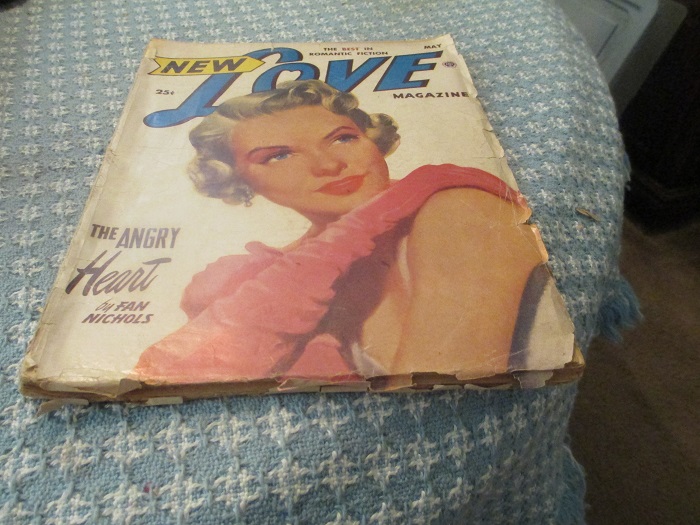 THE BEST IN
ROMANTIC FICTION
MAY
NEW
LOVE
25¢
MAGAZINE
THE ANGRY
Heart
by FAN
NICHOLS